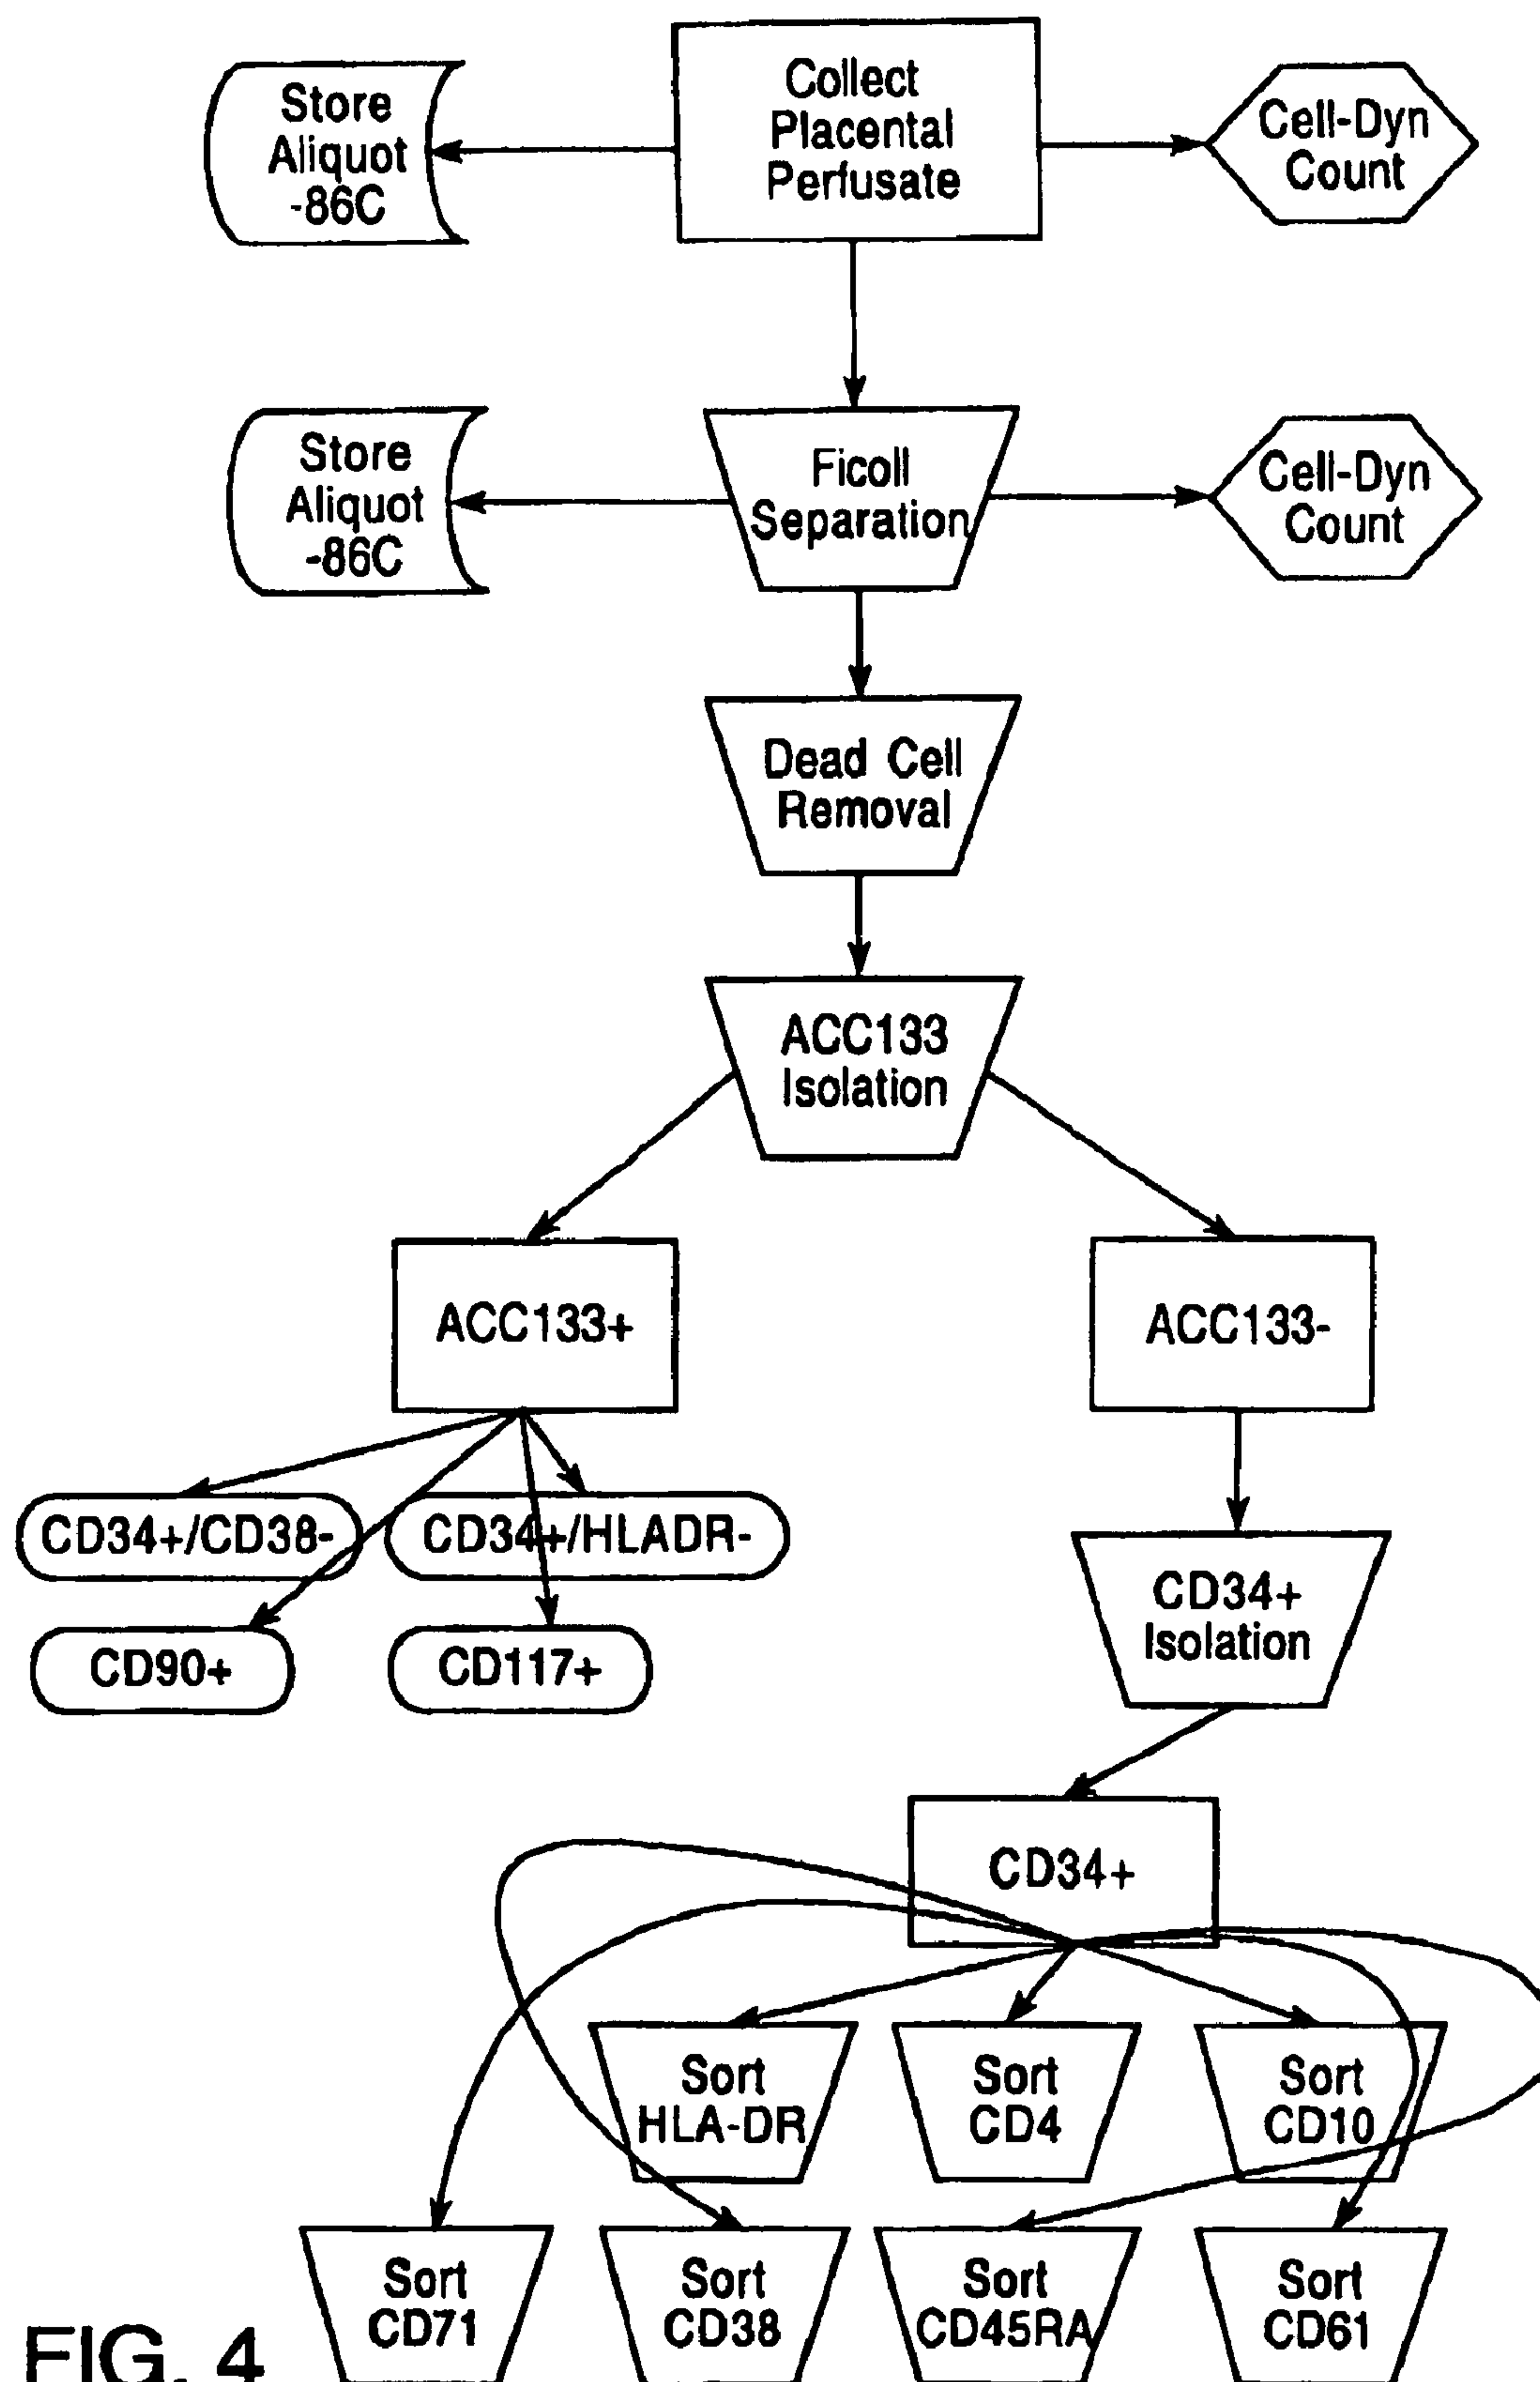 Store
Aliquot
-86C
Collect
Placental
Perfusate
Cell-Dyn
Count
Store
Aliquot
-86C
Ficoll
Separation
Cell-Dyn
Count
Dead Cell
Removal
ACC133
Isolation
ACC133+
ACC133-
CD34+/CD38-
CD34+/HLADR-
CD90+
CD117+
CD34+
Isolation
CD34+
Sort
HLA-DR
Sort
CD4
Sort
CD10
Sort
CD71
Sort
CD38
Sort
CD45RA
Sort
CD61
FIG. 4